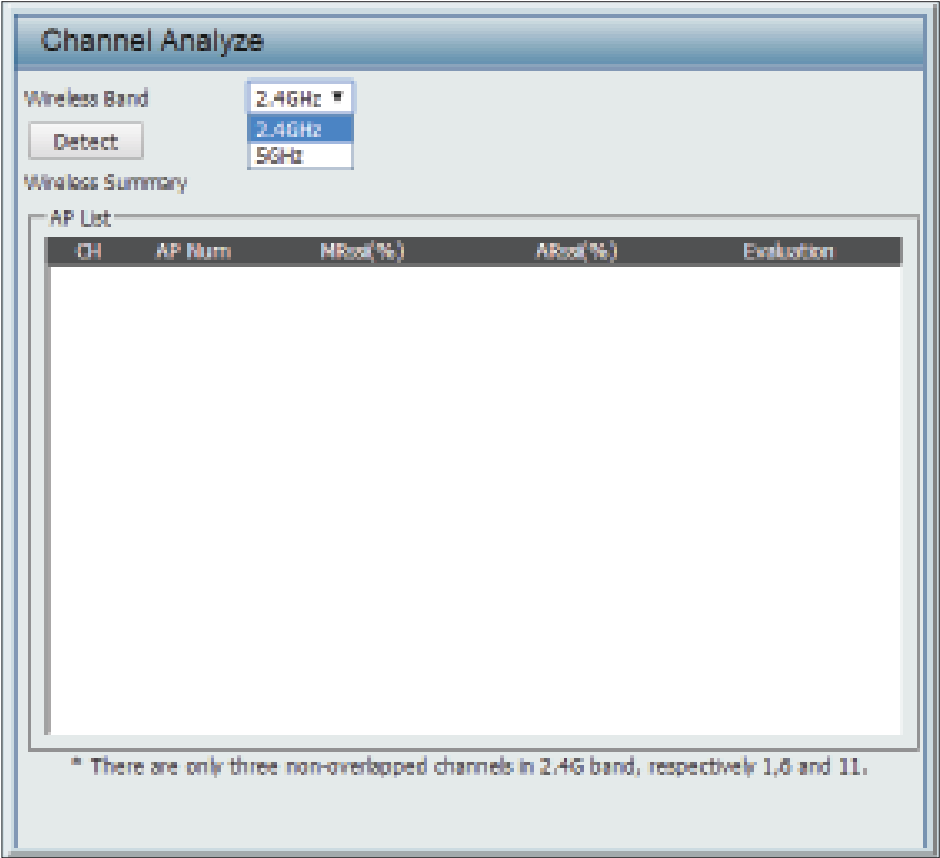 Channel Analyze
Wireless Band 2.4GHz
2.4GHz
Detect
5GHz
Wireless Summary
AP List
CH AP Num MRssi(%) ARssi(%) Evaluation
* There are only three non-overlapped channels in 2.4G band, respectively 1,6 and 11.